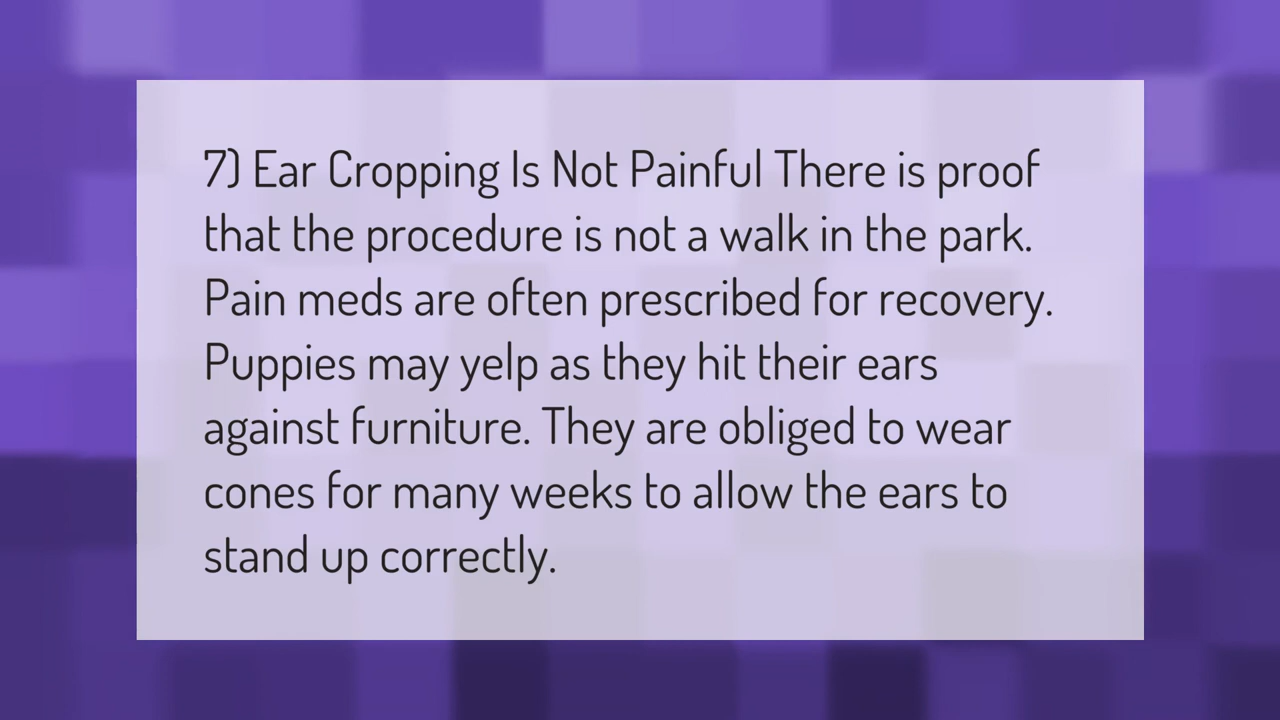 7) Ear Cropping Is Not Painful There is proof
that the procedure is not a walk in the park.
Pain meds are often prescribed for recovery.
Puppies may yelp as they hit their ears
against furniture. They are obliged to wear
cones for many weeks to allow the ears to
stand up correctly.